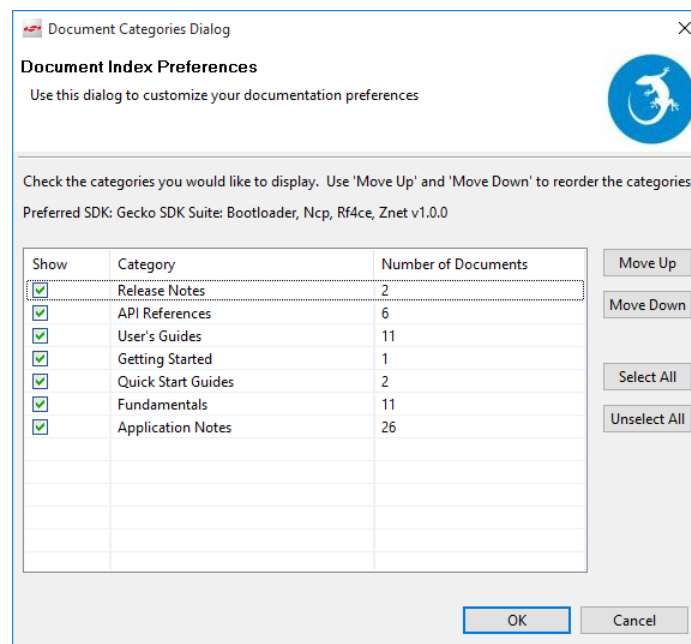 Document Categories Dialog
Document Index Preferences
Use this dialog to customize your documentation preferences
Check the categories you would like to display.  Use 'Move Up' and 'Move Down' to reorder the categories
Preferred SDK: Gecko SDK Suite: Bootloader, Ncp, Rf4ce, Znet v1.0.0
Show Category Number of Documents Move Up
Release Notes 2
API References 6 Move Down
User's Guides 11
Getting Started 1
Quick Start Guides 2 Select All
Fundamentals 11
Application Notes 26 Unselect All
OK Cancel